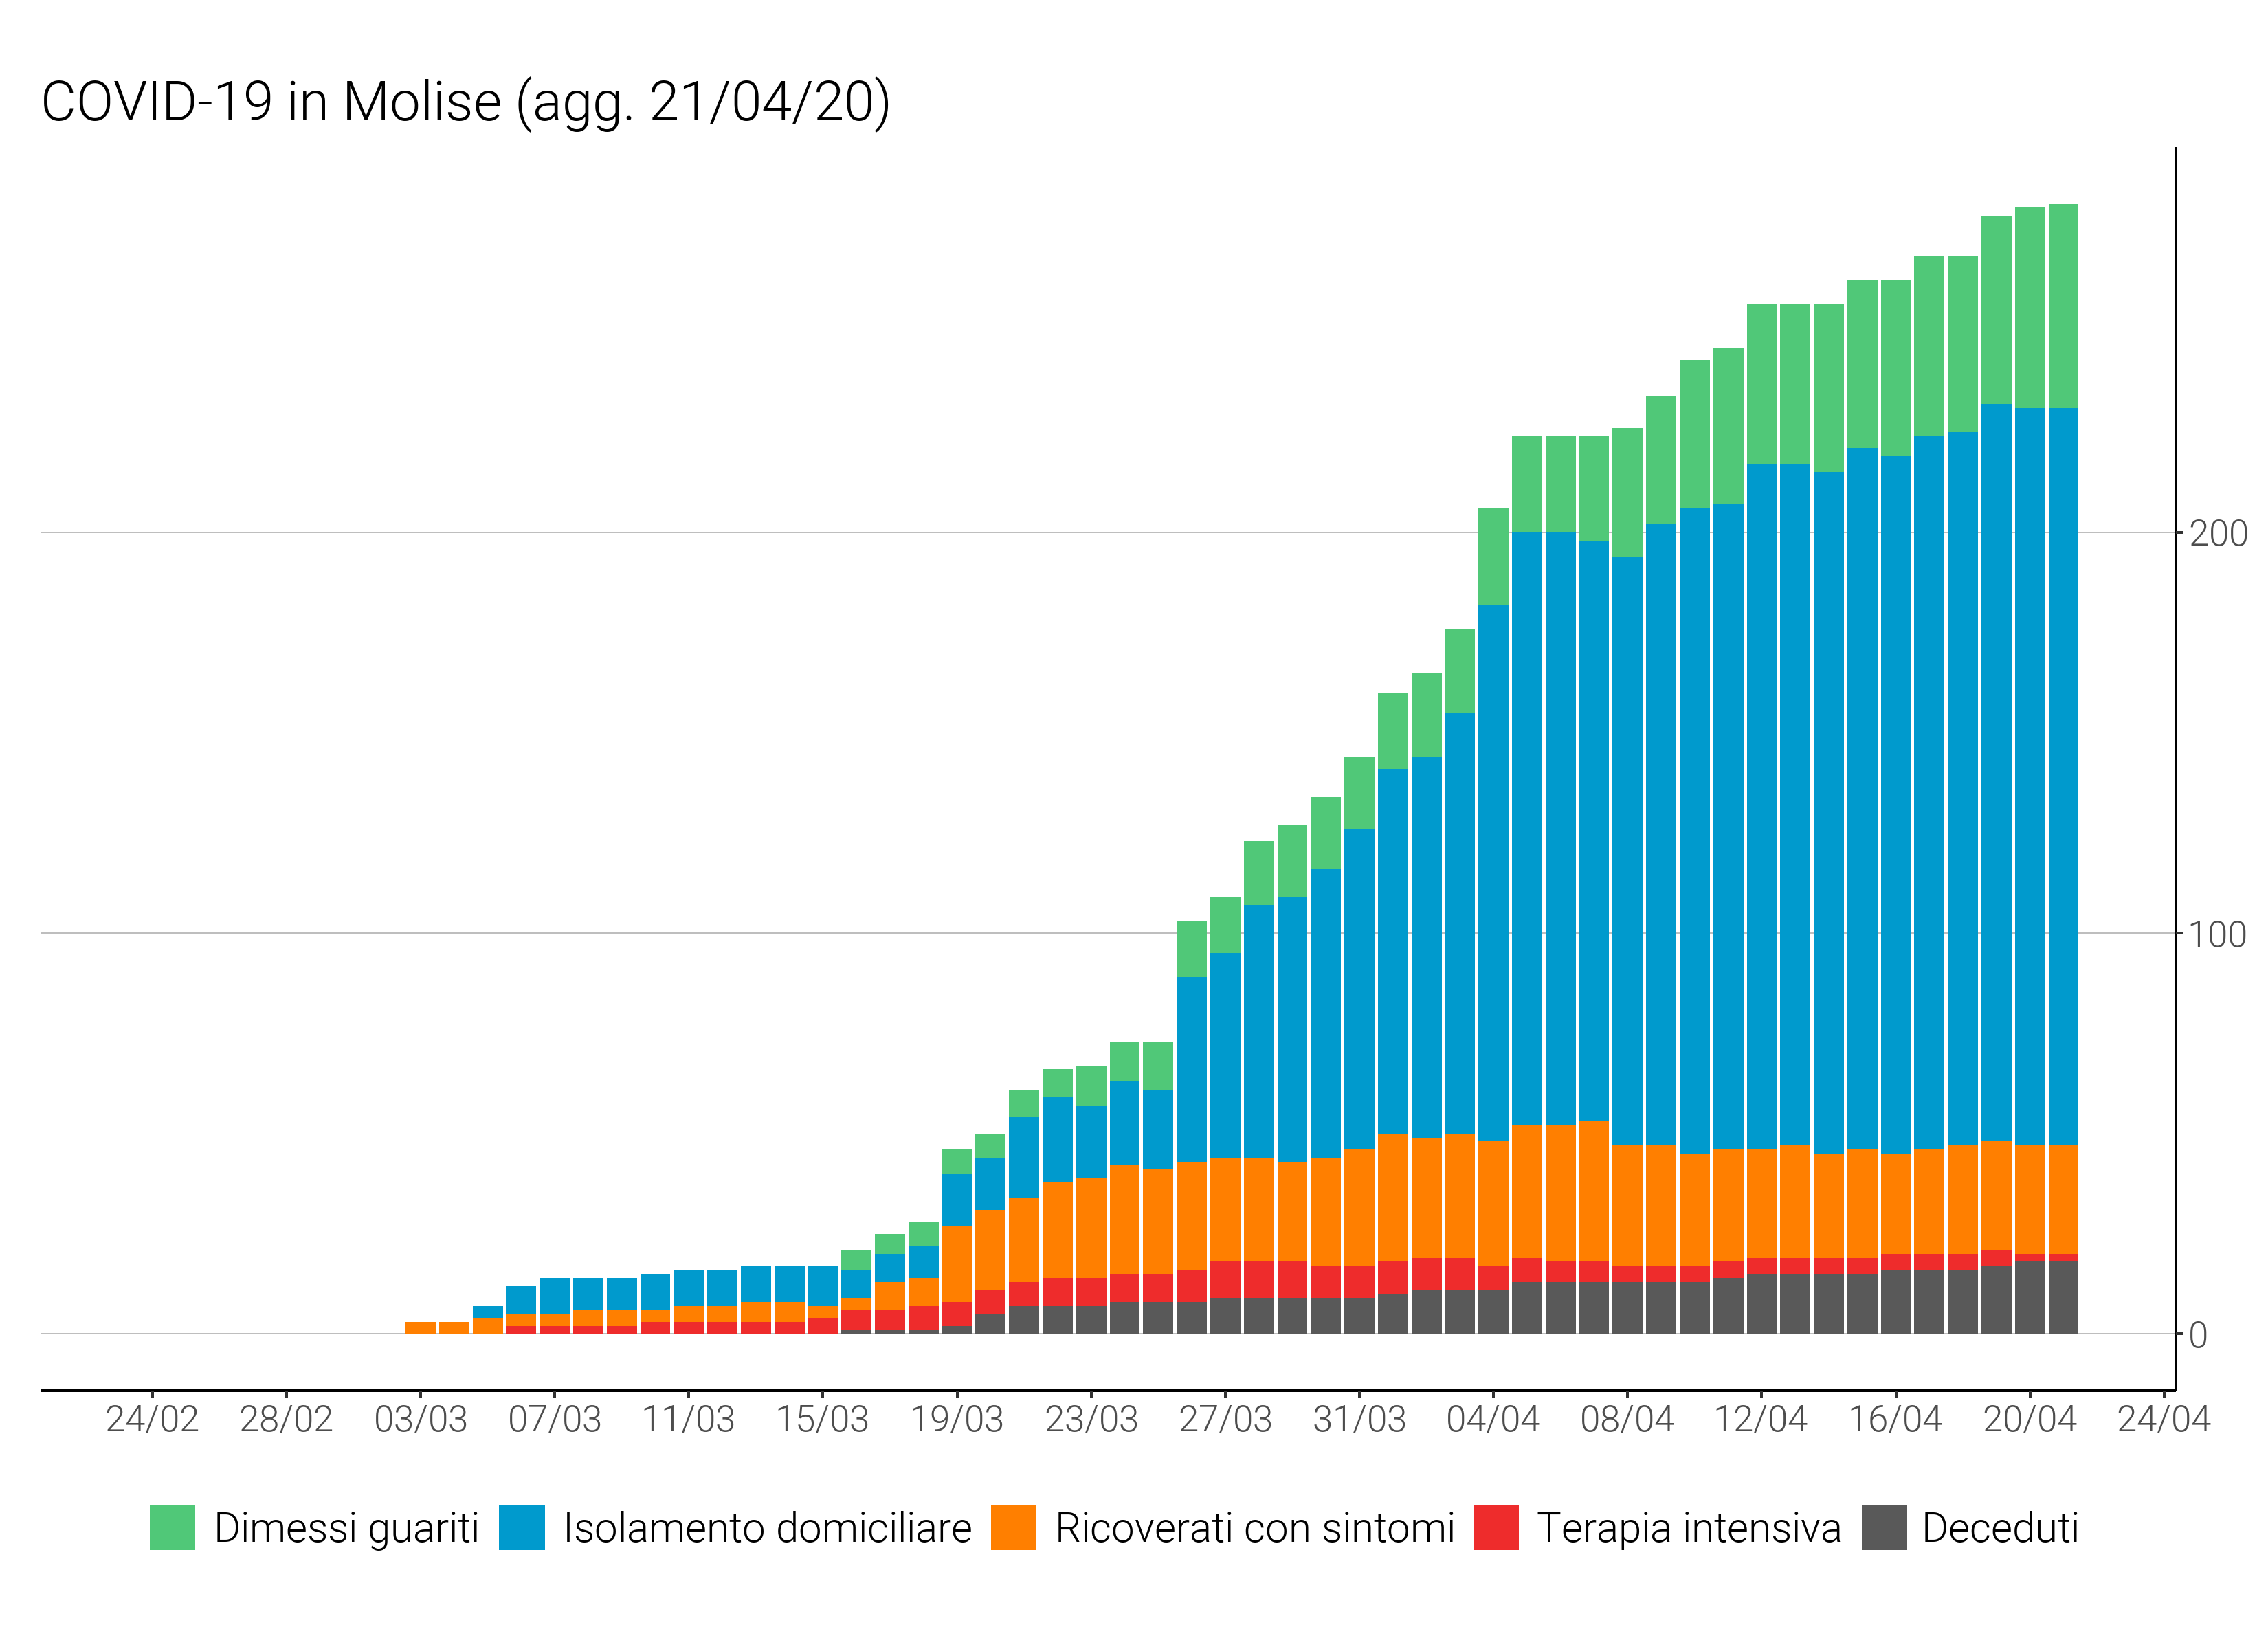 COVID-19 in Molise (agg. 21/04/20)
200
100
0
24/02 28/02 03/03 07/03 11/03 15/03 19/03 23/03 27/03 31/03 04/04 08/04 12/04 16/04 20/04 24/04
Dimessi guariti Isolamento domiciliare Ricoverati con sintomi Terapia intensiva Deceduti